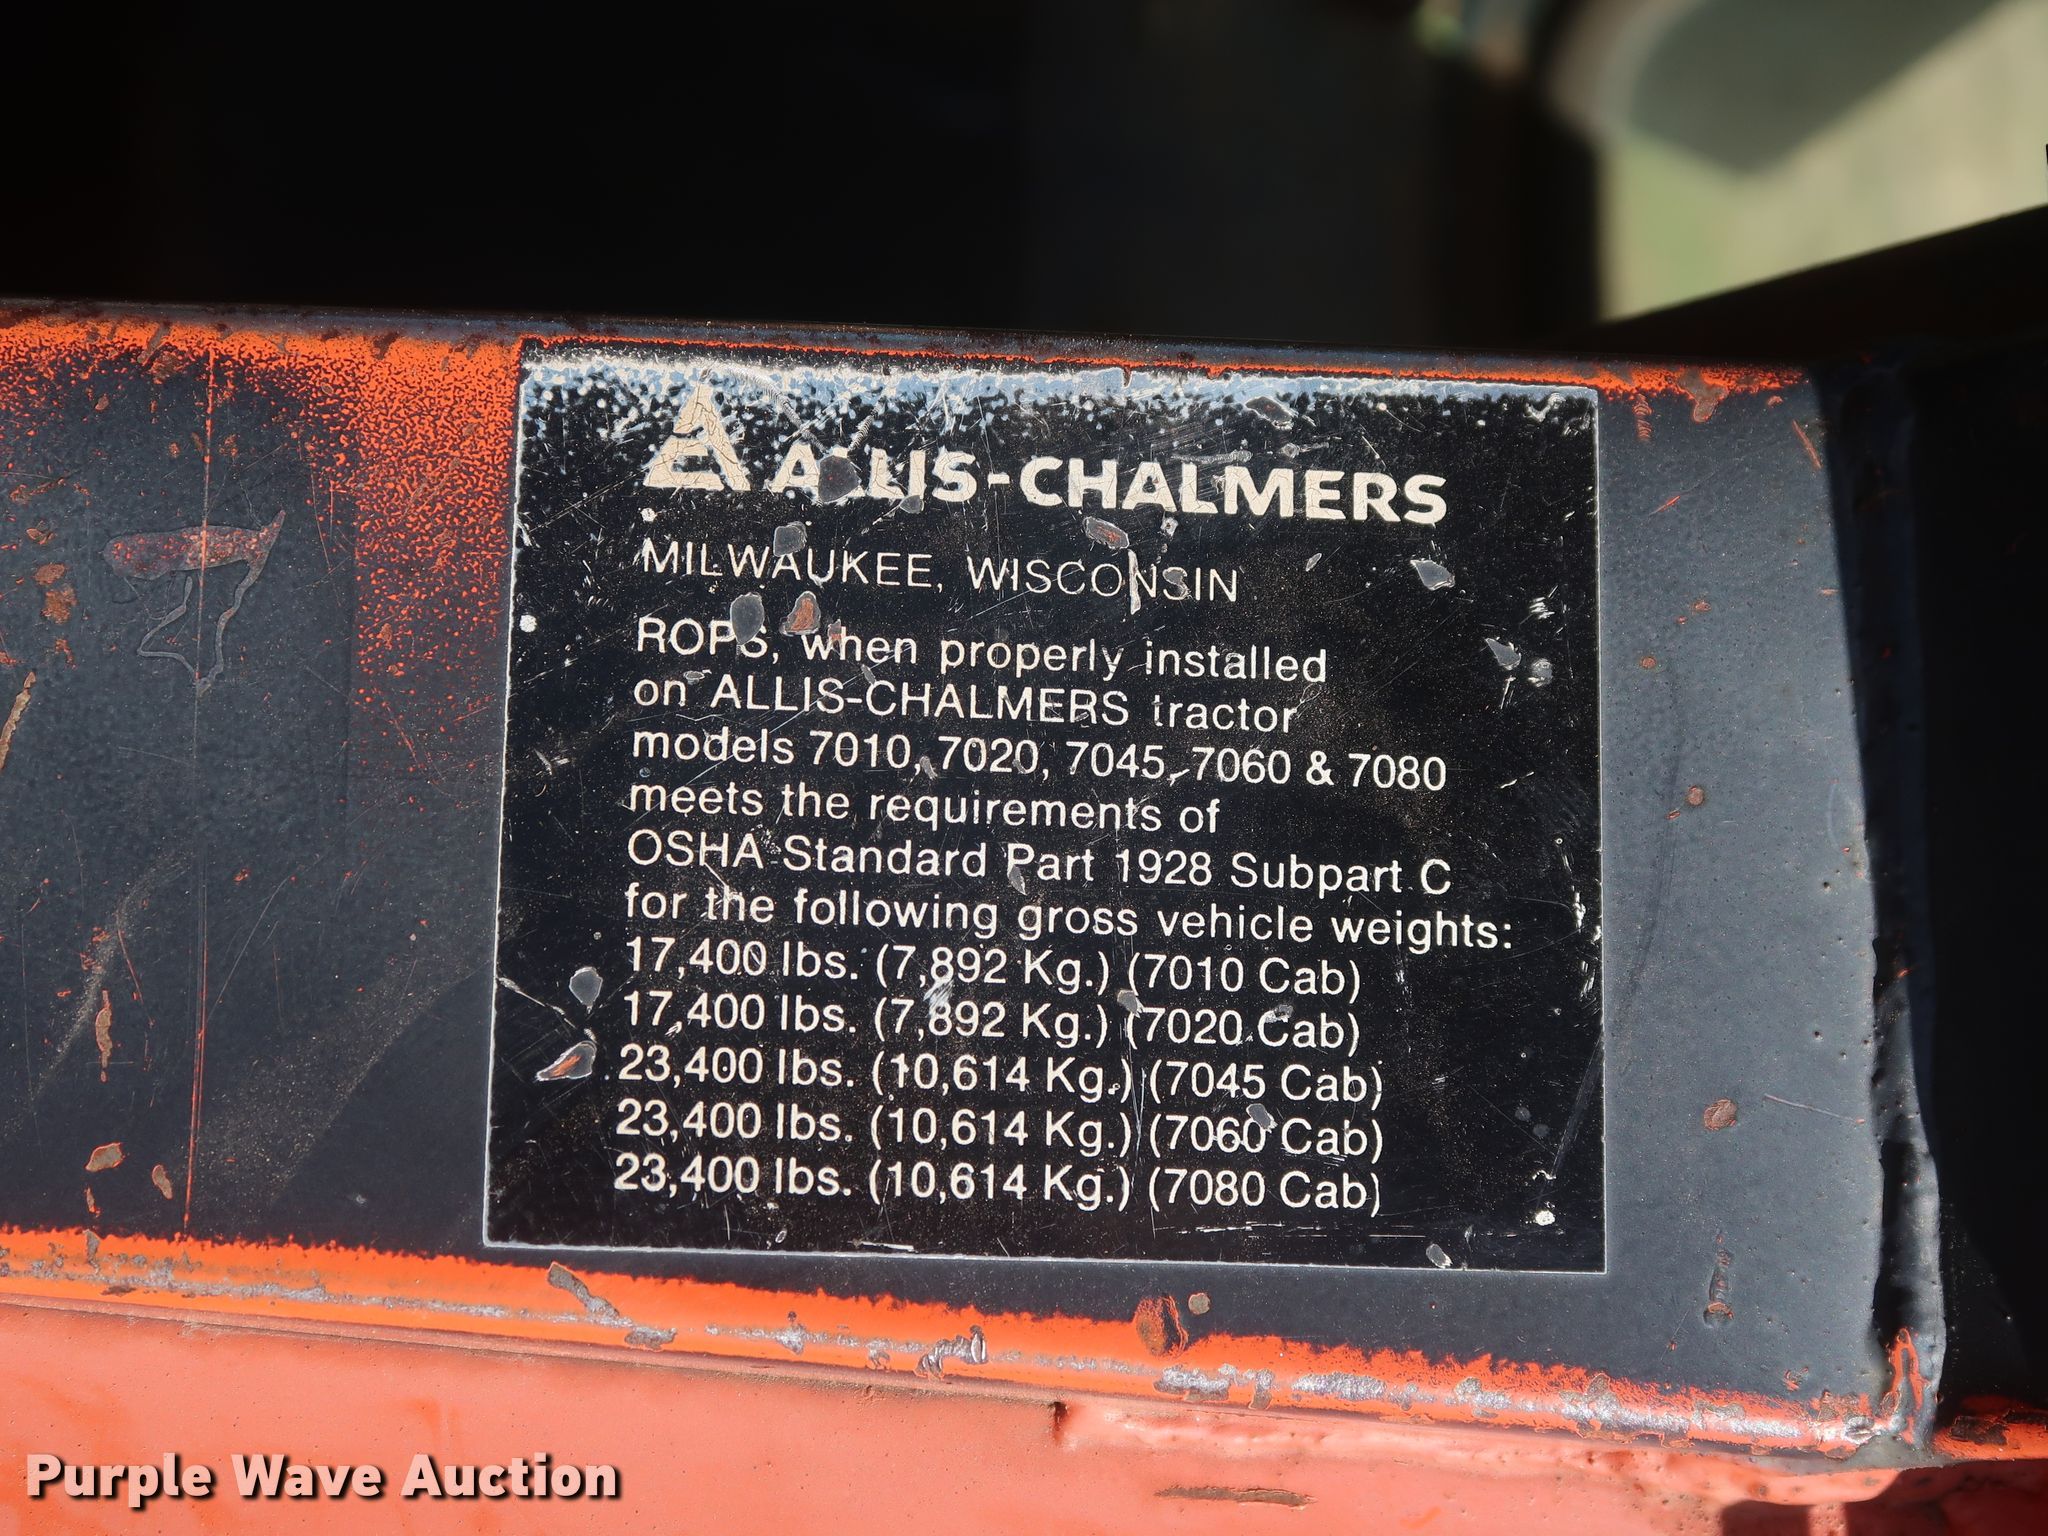 ALLIS-CHALMERS
MILWAUKEE, WISCONSIN
ROPS, when properly installed
on ALLIS-CHALMERS tractor
models 7010, 7020, 7045, 7060 & 7080
meets the requirements of
OSHA Standard Part 1928 Subpart C
for the following gross vehicle weights:
17,400 lbs. (7,892 Kg.) (7010 Cab)
17,400 lbs. (7,892 Kg.) (7020 Cab)
23,400 lbs. (10,614 Kg.) (7045 Cab)
23,400 lbs. (10,614 Kg.) (7060 Cab)
23,400 lbs. (10,614 Kg.) (7080 Cab)
Purple Wave Auction